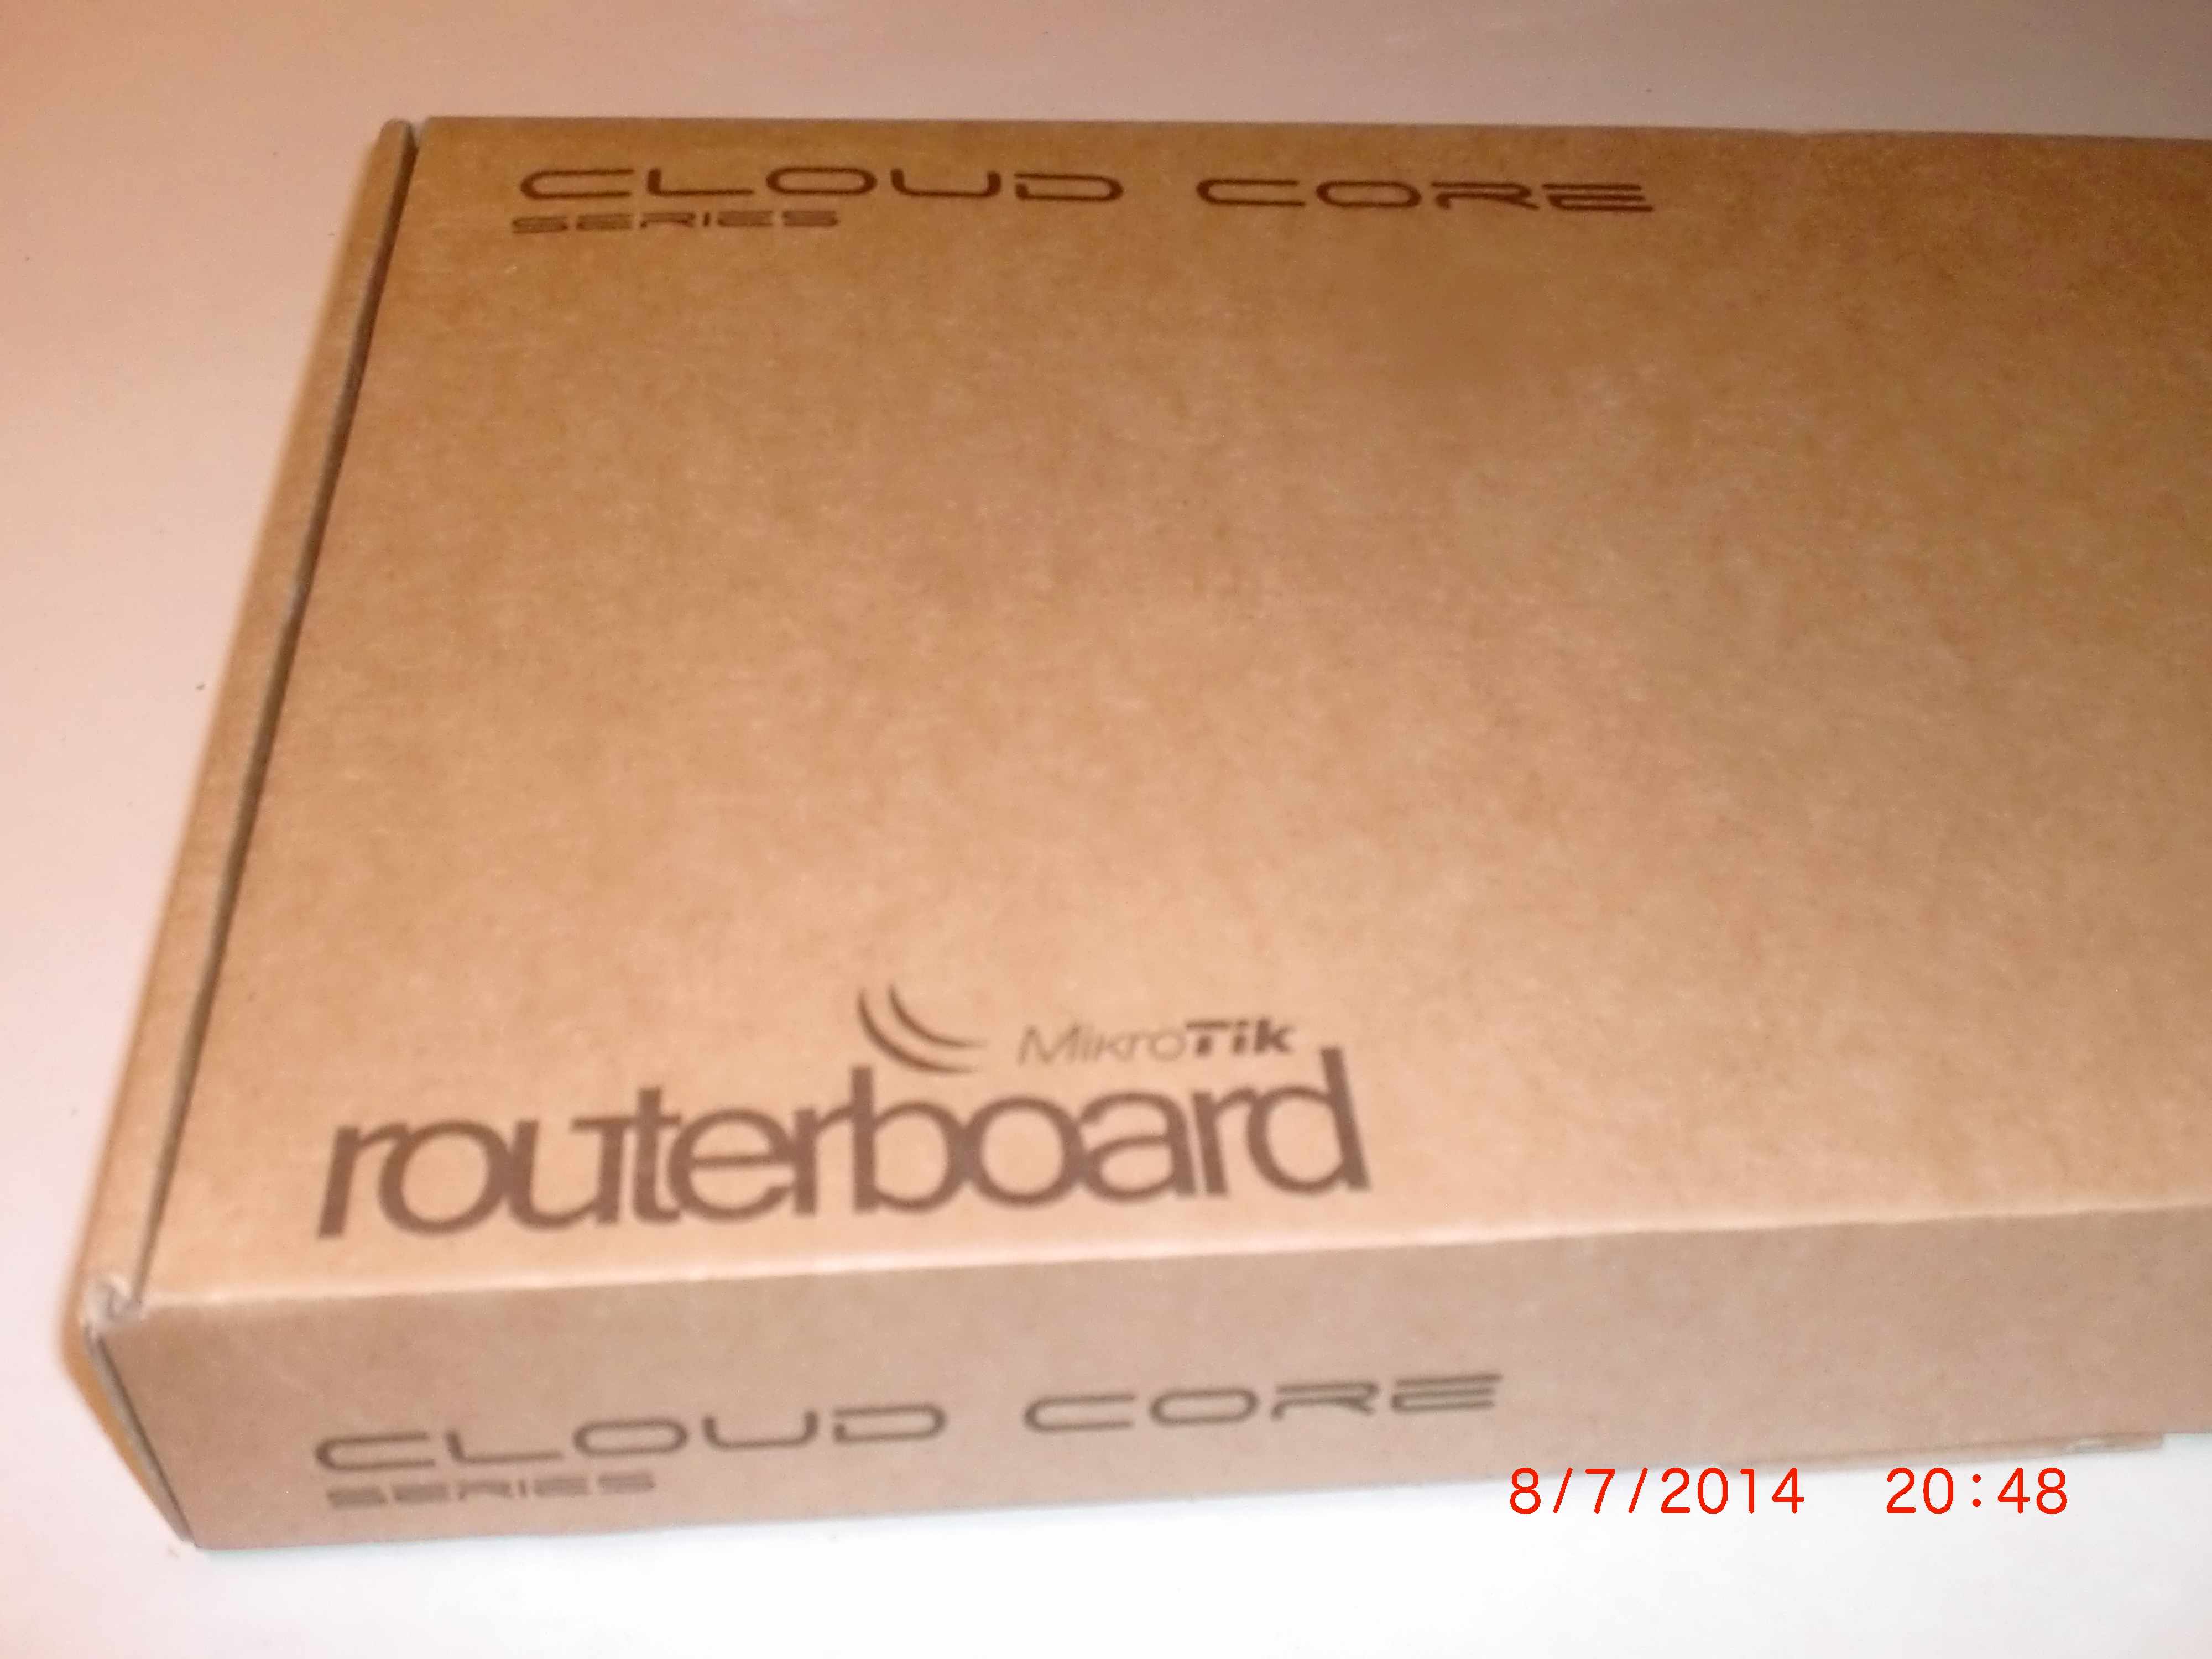 CLOUD CORE
SERIES
MikroTik
routerboard
CLOUD CORE
SERIES
8/7/2014 20:48